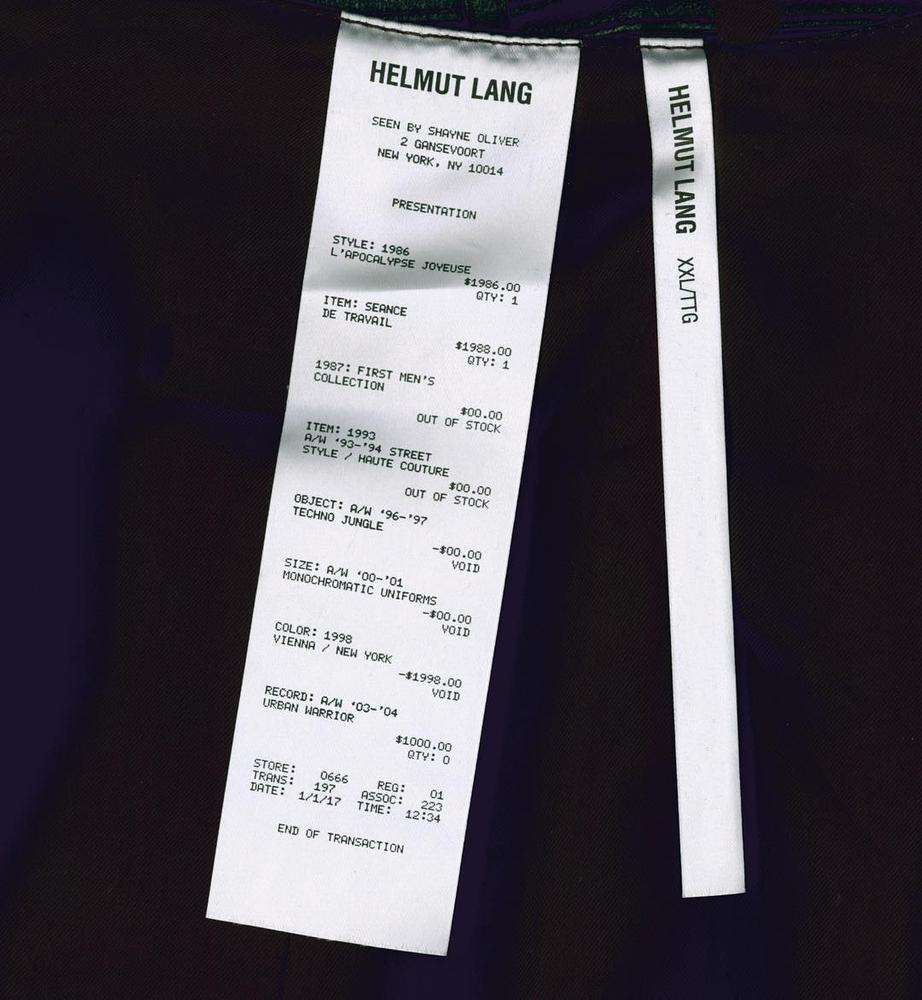 HELMUT LANG
SEEN BY SHAYNE OLIVER
2 GANSEVOORT
NEW YORK, NY 10014
PRESENTATION
STYLE: 1986
L'APOCALYPSE JOYEUSE
$1986.00
QTY: 1
ITEM: SEANCE
DE TRAVAIL
$1988.00
QTY: 1
1987: FIRST MEN'S
COLLECTION
$00.00
OUT OF STOCK
ITEM: 1993
A/W '93-'94 STREET
STYLE / HAUTE COUTURE
$00.00
OUT OF STOCK
OBJECT: A/W '96-'97
TECHNO JUNGLE
-$00.00
VOID
SIZE: A/W '00-'01
MONOCHROMATIC UNIFORMS
-$00.00
VOID
COLOR: 1998
VIENNA / NEW YORK
-$1998.00
VOID
RECORD: A/W '03-'04
URBAN WARRIOR
$1000.00
QTY: 0
STORE: 0666 REG: 01
TRANS: 197 ASSOC: 223
DATE: 1/1/17 TIME: 12:34
END OF TRANSACTION
HELMUT LANG XXL/TTG